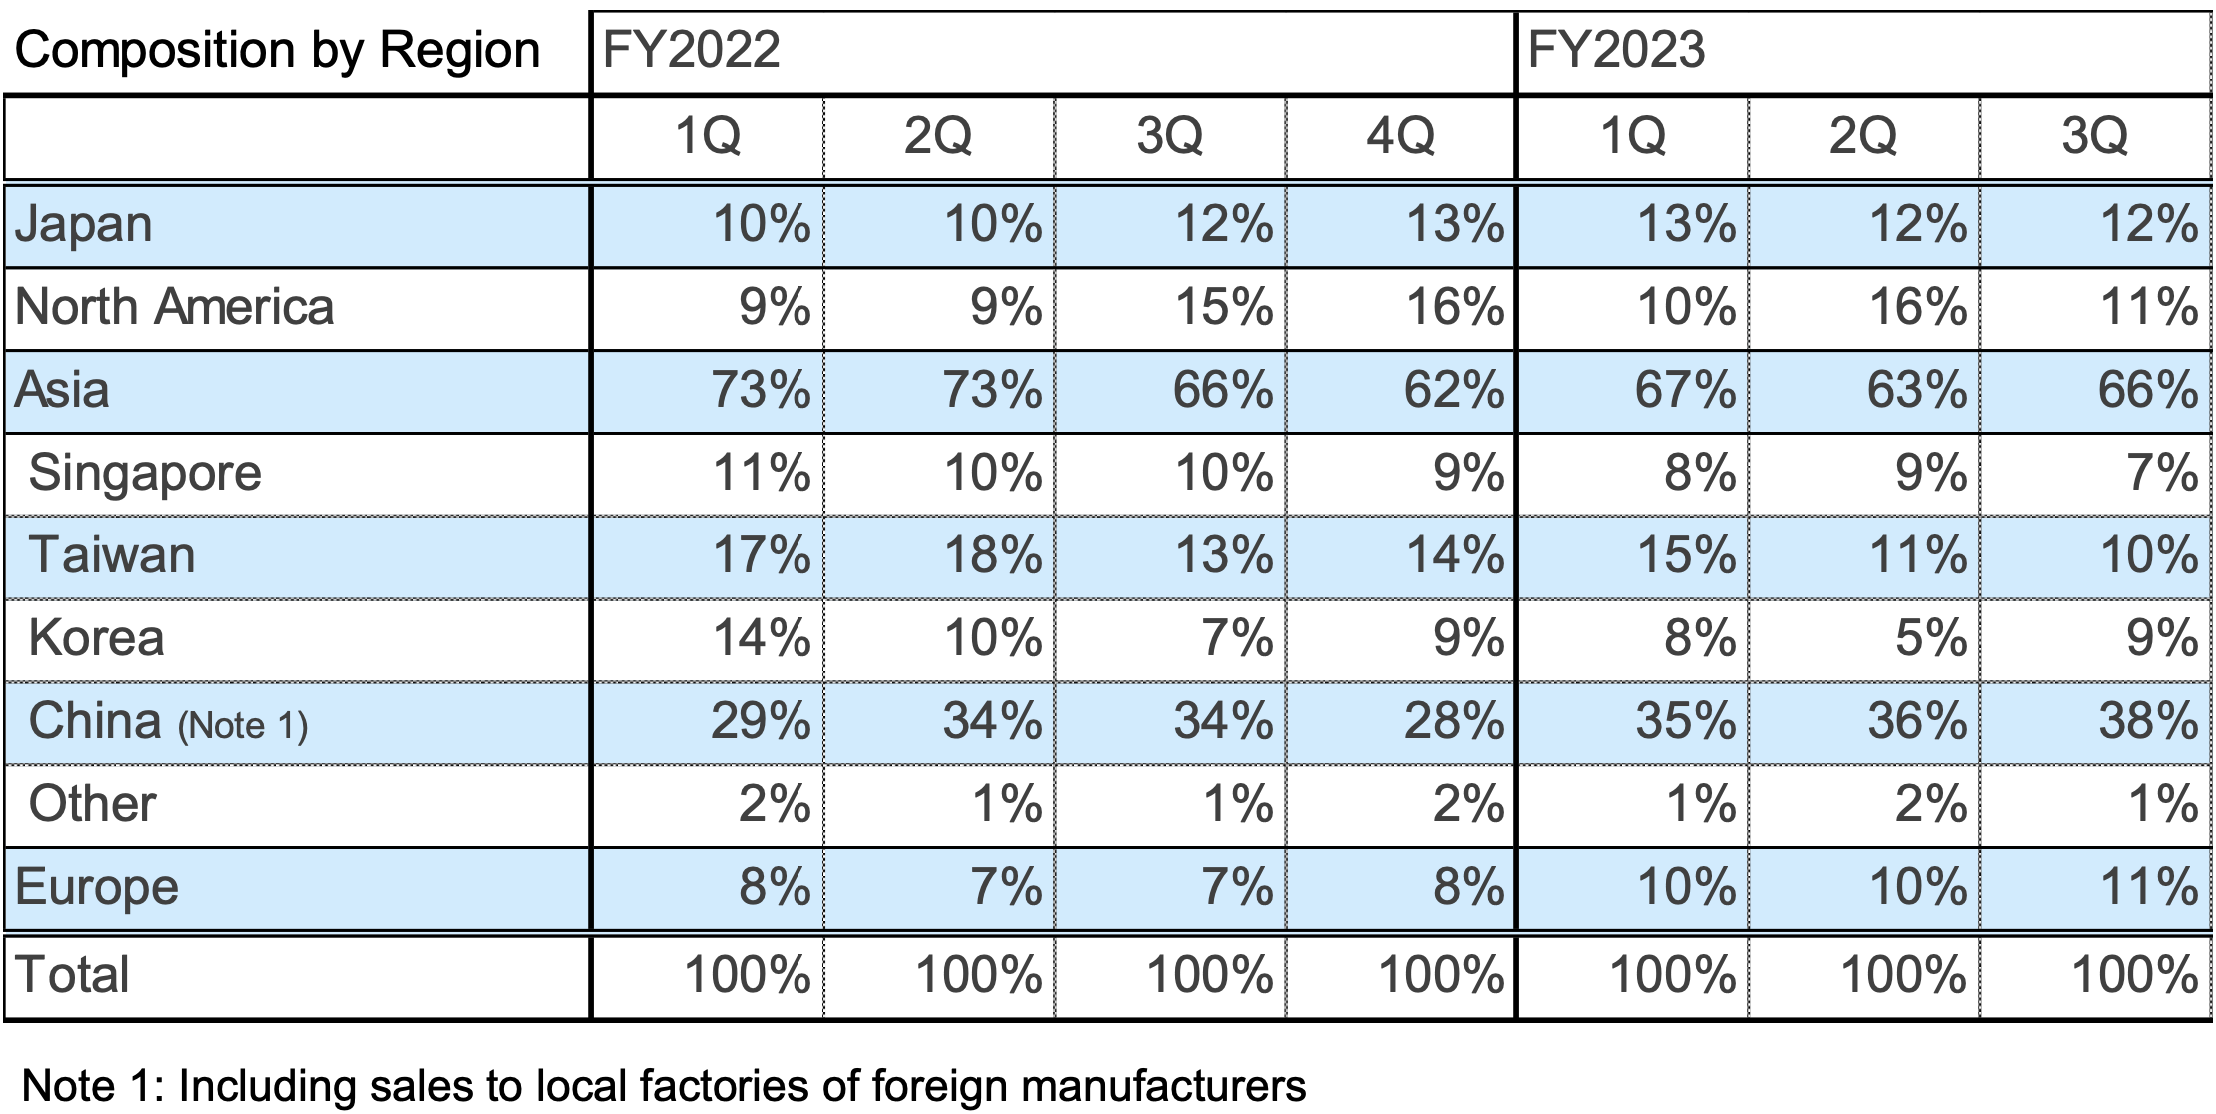 Composition by Region FY2022 FY2023
1Q 2Q 3Q 4Q 1Q 2Q 3Q
Japan 10% 10% 12% 13% 13% 12% 12%
North America 9% 9% 15% 16% 10% 16% 11%
Asia 73% 73% 66% 62% 67% 63% 66%
Singapore 11% 10% 10% 9% 8% 9% 7%
Taiwan 17% 18% 13% 14% 15% 11% 10%
Korea 14% 10% 7% 9% 8% 5% 9%
China (Note 1) 29% 34% 34% 28% 35% 36% 38%
Other 2% 1% 1% 2% 1% 2% 1%
Europe 8% 7% 7% 8% 10% 10% 11%
Total 100% 100% 100% 100% 100% 100% 100%
Note 1: Including sales to local factories of foreign manufacturers